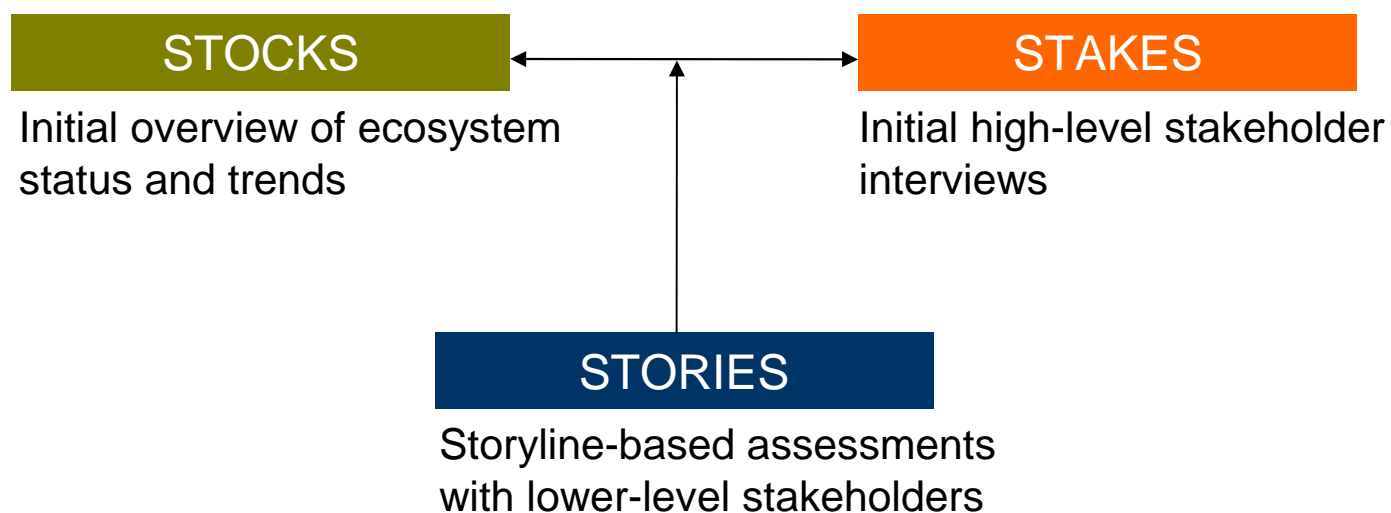 STOCKS
STAKES
Initial overview of ecosystem
status and trends
Initial high-level stakeholder
interviews
STORIES
Storyline-based assessments
with lower-level stakeholders